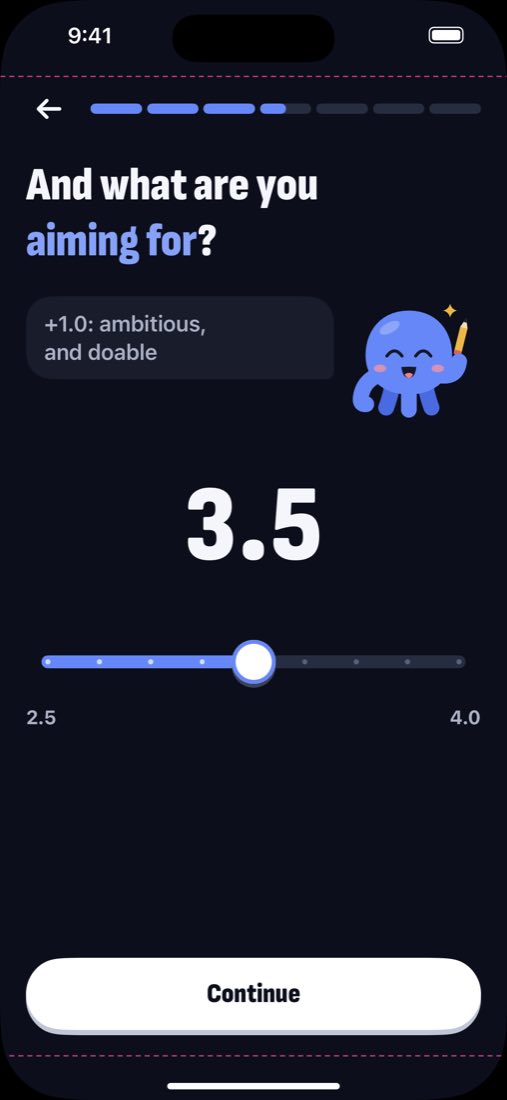 9:41
And what are you
aiming for?
+1.0: ambitious,
and doable
3.5
2.5
4.0
Continue